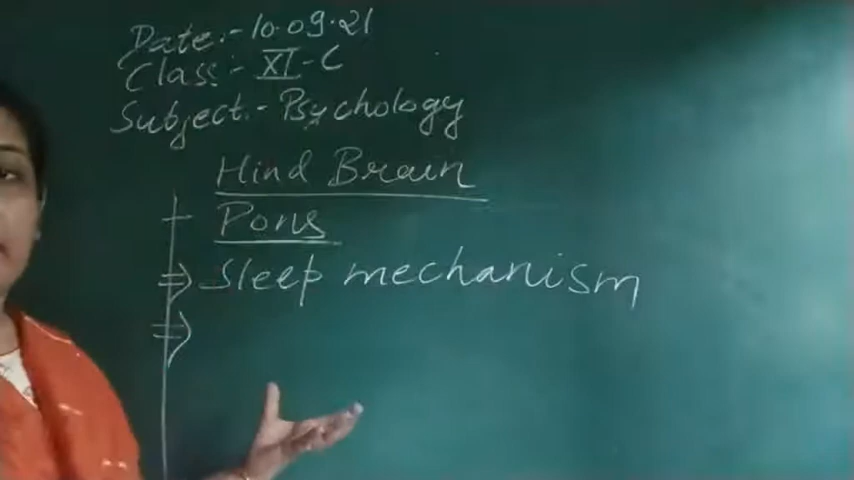 Date:- 10.09.21
Class:- XI-C
Subject:- Psychology
Hind Brain
Pons
⇒ Sleep mechanism
⇒